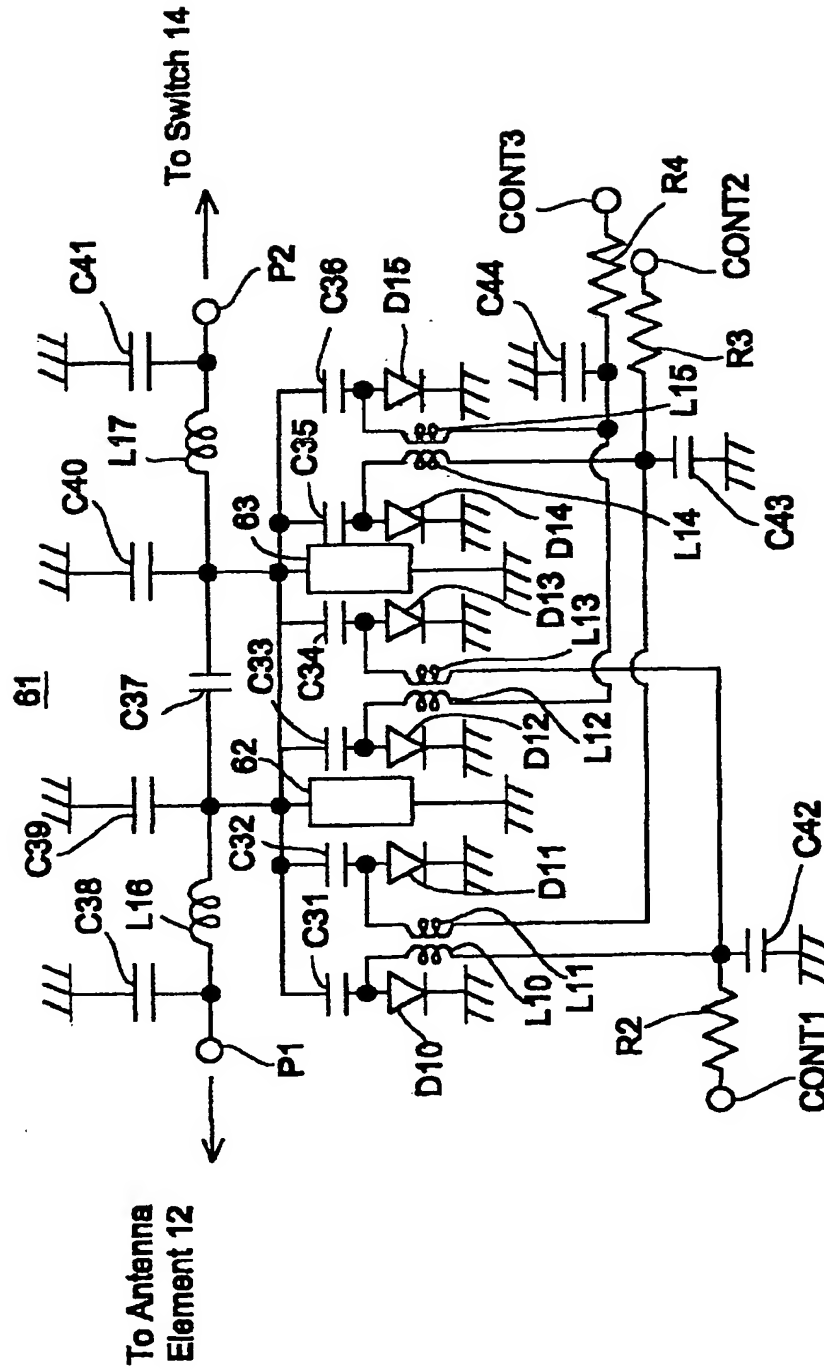 To Antenna
Element 12
To Switch 14
61
P1
C38
L16
C39
C37
C40
L17
C41
P2
C31
C32
62
C33
C34
63
C35
C36
D10
L10
L11
D11
D12
L12
L13
D13
D14
L14
L15
D15
C44
CONT3
R4
CONT2
R3
C43
R2
CONT1
C42